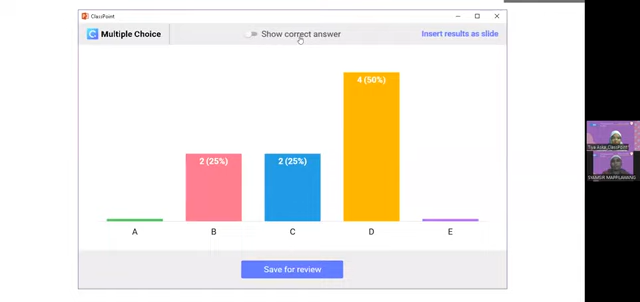 ClassPoint
Multiple Choice
Show correct answer
Insert results as slide
4 (50%)
2 (25%)
2 (25%)
A
B
C
D
E
Save for review